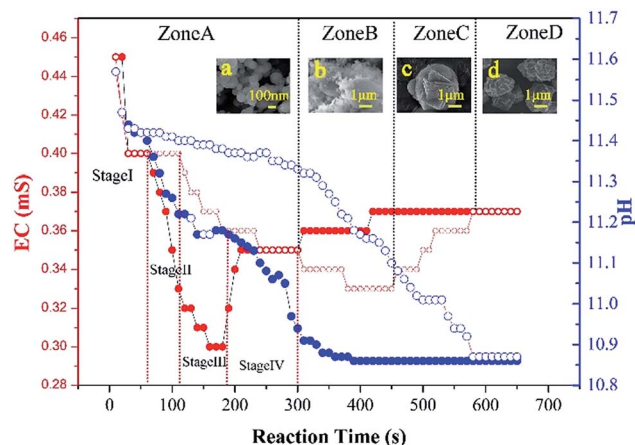 ZoneA ZoneB ZoneC ZoneD
a b c d
100nm 1μm 1μm 1μm
StageI
StageII
StageIII
StageIV
EC (mS)
0.46
0.44
0.42
0.40
0.38
0.36
0.34
0.32
0.30
0.28
pH
11.7
11.6
11.5
11.4
11.3
11.2
11.1
11.0
10.9
10.8
0 100 200 300 400 500 600 700
Reaction Time (s)